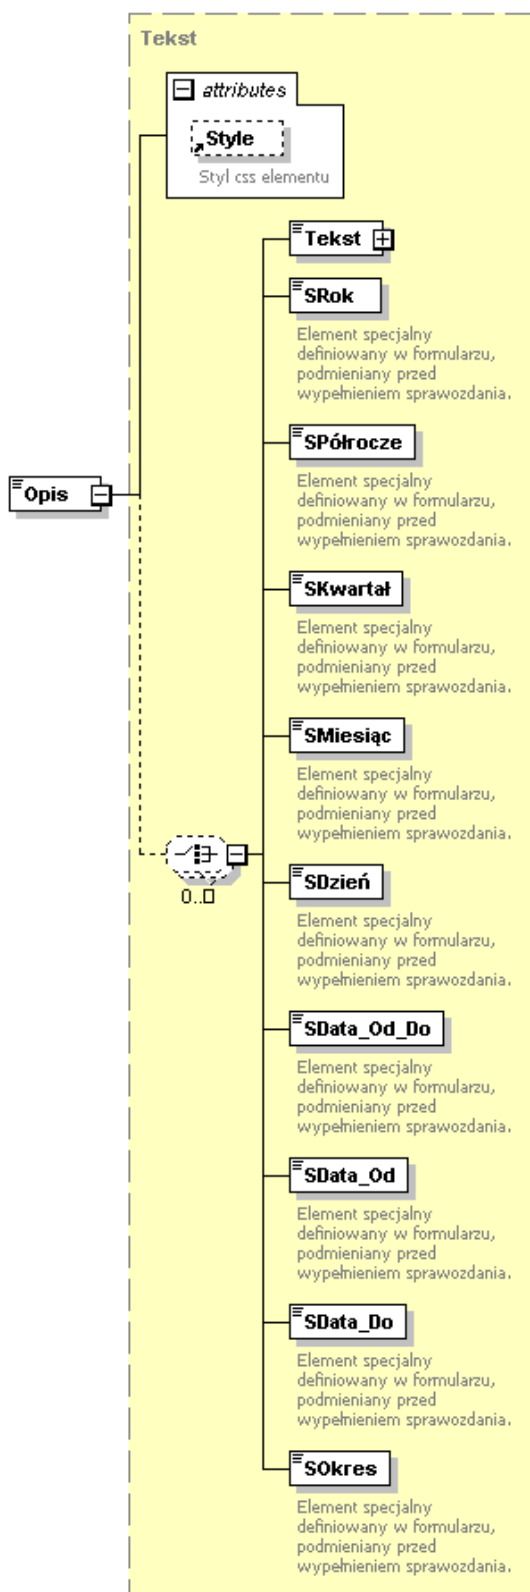 Tekst
attributes
Style
Styl css elementu
Tekst
SRok
Element specjalny
definiowany w formularzu,
podmieniany przed
wypełnieniem sprawozdania.
SPółrocze
Element specjalny
definiowany w formularzu,
podmieniany przed
wypełnieniem sprawozdania.
Opis
SKwartał
Element specjalny
definiowany w formularzu,
podmieniany przed
wypełnieniem sprawozdania.
SMiesiąc
Element specjalny
definiowany w formularzu,
podmieniany przed
wypełnieniem sprawozdania.
0..□
SDzień
Element specjalny
definiowany w formularzu,
podmieniany przed
wypełnieniem sprawozdania.
SData_Od_Do
Element specjalny
definiowany w formularzu,
podmieniany przed
wypełnieniem sprawozdania.
SData_Od
Element specjalny
definiowany w formularzu,
podmieniany przed
wypełnieniem sprawozdania.
SData_Do
Element specjalny
definiowany w formularzu,
podmieniany przed
wypełnieniem sprawozdania.
SOkres
Element specjalny
definiowany w formularzu,
podmieniany przed
wypełnieniem sprawozdania.